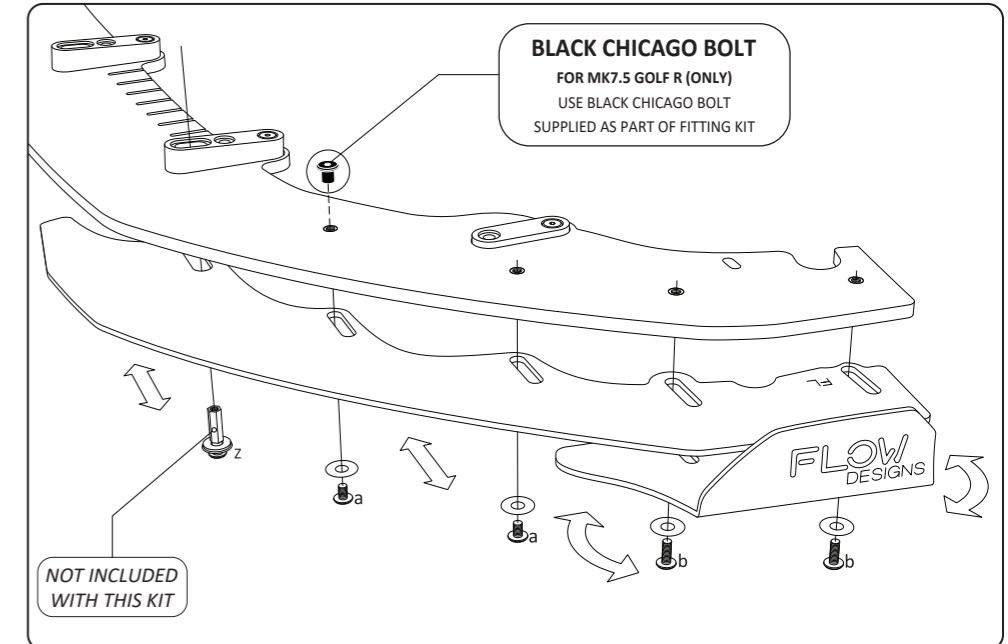 BLACK CHICAGO BOLT
FOR MK7.5 GOLF R (ONLY)
USE BLACK CHICAGO BOLT
SUPPLIED AS PART OF FITTING KIT
FL
FLOW
DESIGNS
z
a
a
b
b
NOT INCLUDED
WITH THIS KIT